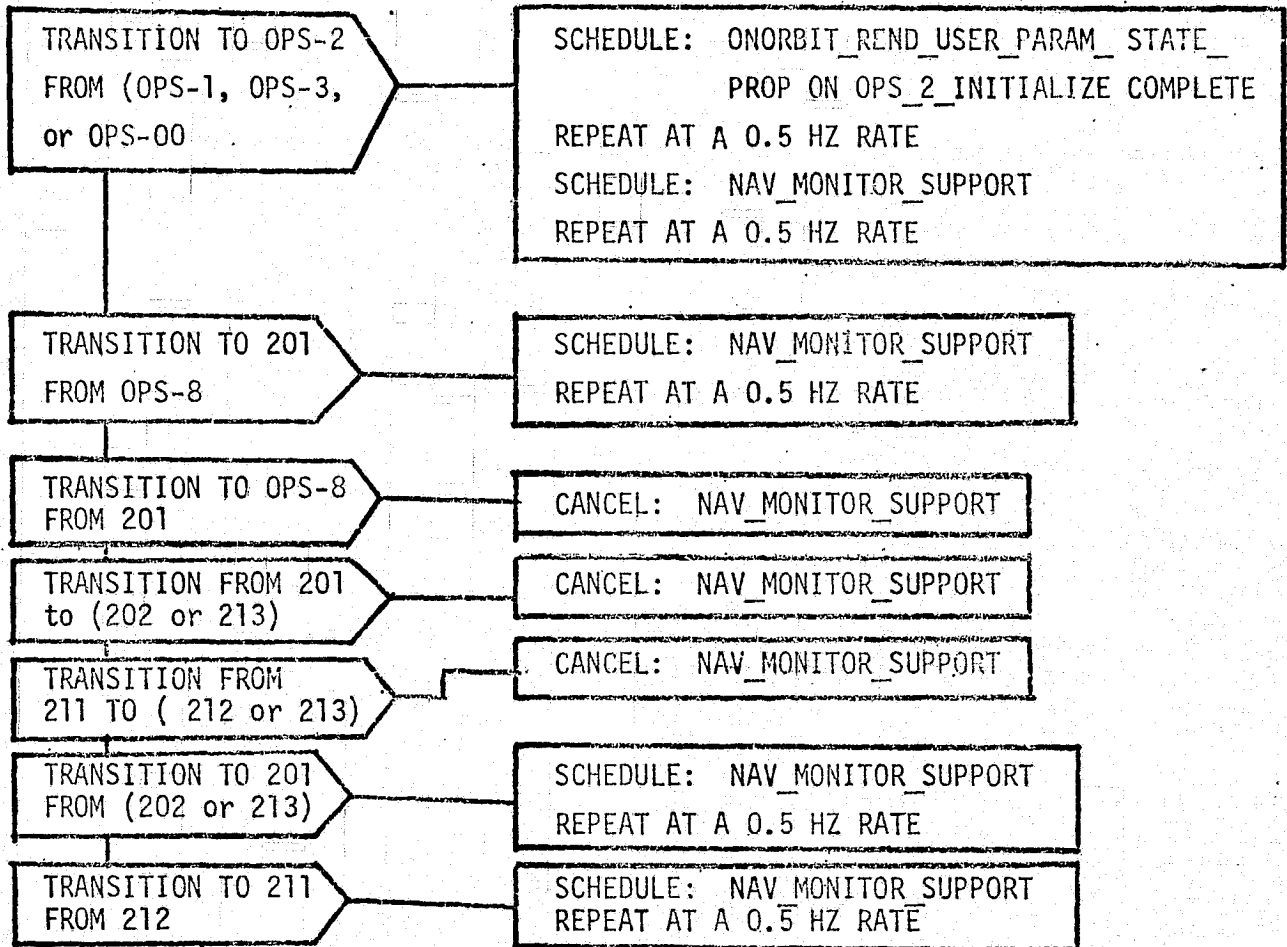 TRANSITION TO OPS-2
FROM (OPS-1, OPS-3,
or OPS-00
SCHEDULE: ONORBIT_REND_USER_PARAM_ STATE_
PROP ON OPS_2_INITIALIZE COMPLETE
REPEAT AT A 0.5 HZ RATE
SCHEDULE: NAV_MONITOR_SUPPORT
REPEAT AT A 0.5 HZ RATE
TRANSITION TO 201
FROM OPS-8
SCHEDULE: NAV_MONITOR_SUPPORT
REPEAT AT A 0.5 HZ RATE
TRANSITION TO OPS-8
FROM 201
CANCEL: NAV_MONITOR_SUPPORT
TRANSITION FROM 201
to (202 or 213)
CANCEL: NAV_MONITOR_SUPPORT
TRANSITION FROM
211 TO ( 212 or 213)
CANCEL: NAV_MONITOR_SUPPORT
TRANSITION TO 201
FROM (202 or 213)
SCHEDULE: NAV_MONITOR_SUPPORT
REPEAT AT A 0.5 HZ RATE
TRANSITION TO 211
FROM 212
SCHEDULE: NAV_MONITOR_SUPPORT
REPEAT AT A 0.5 HZ RATE